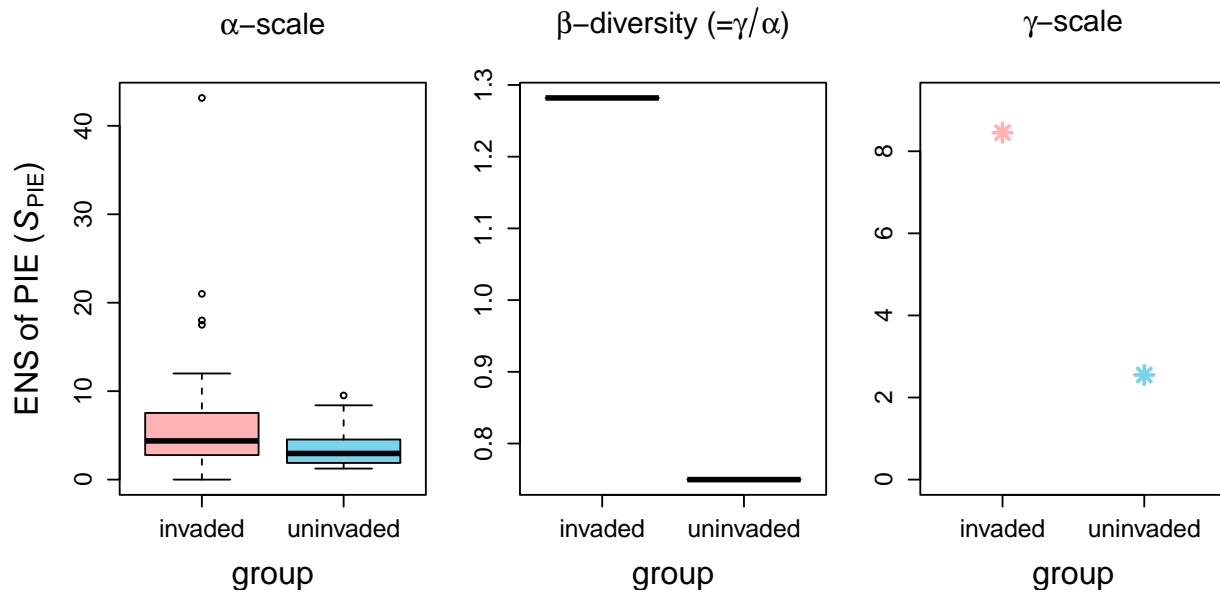 α−scale
β−diversity (=γ/α)
γ−scale
ENS of PIE (S_PIE)
0
10
20
30
40
invaded
uninvaded
group
0.8
0.9
1.0
1.1
1.2
1.3
invaded
uninvaded
group
0
2
4
6
8
invaded
uninvaded
group